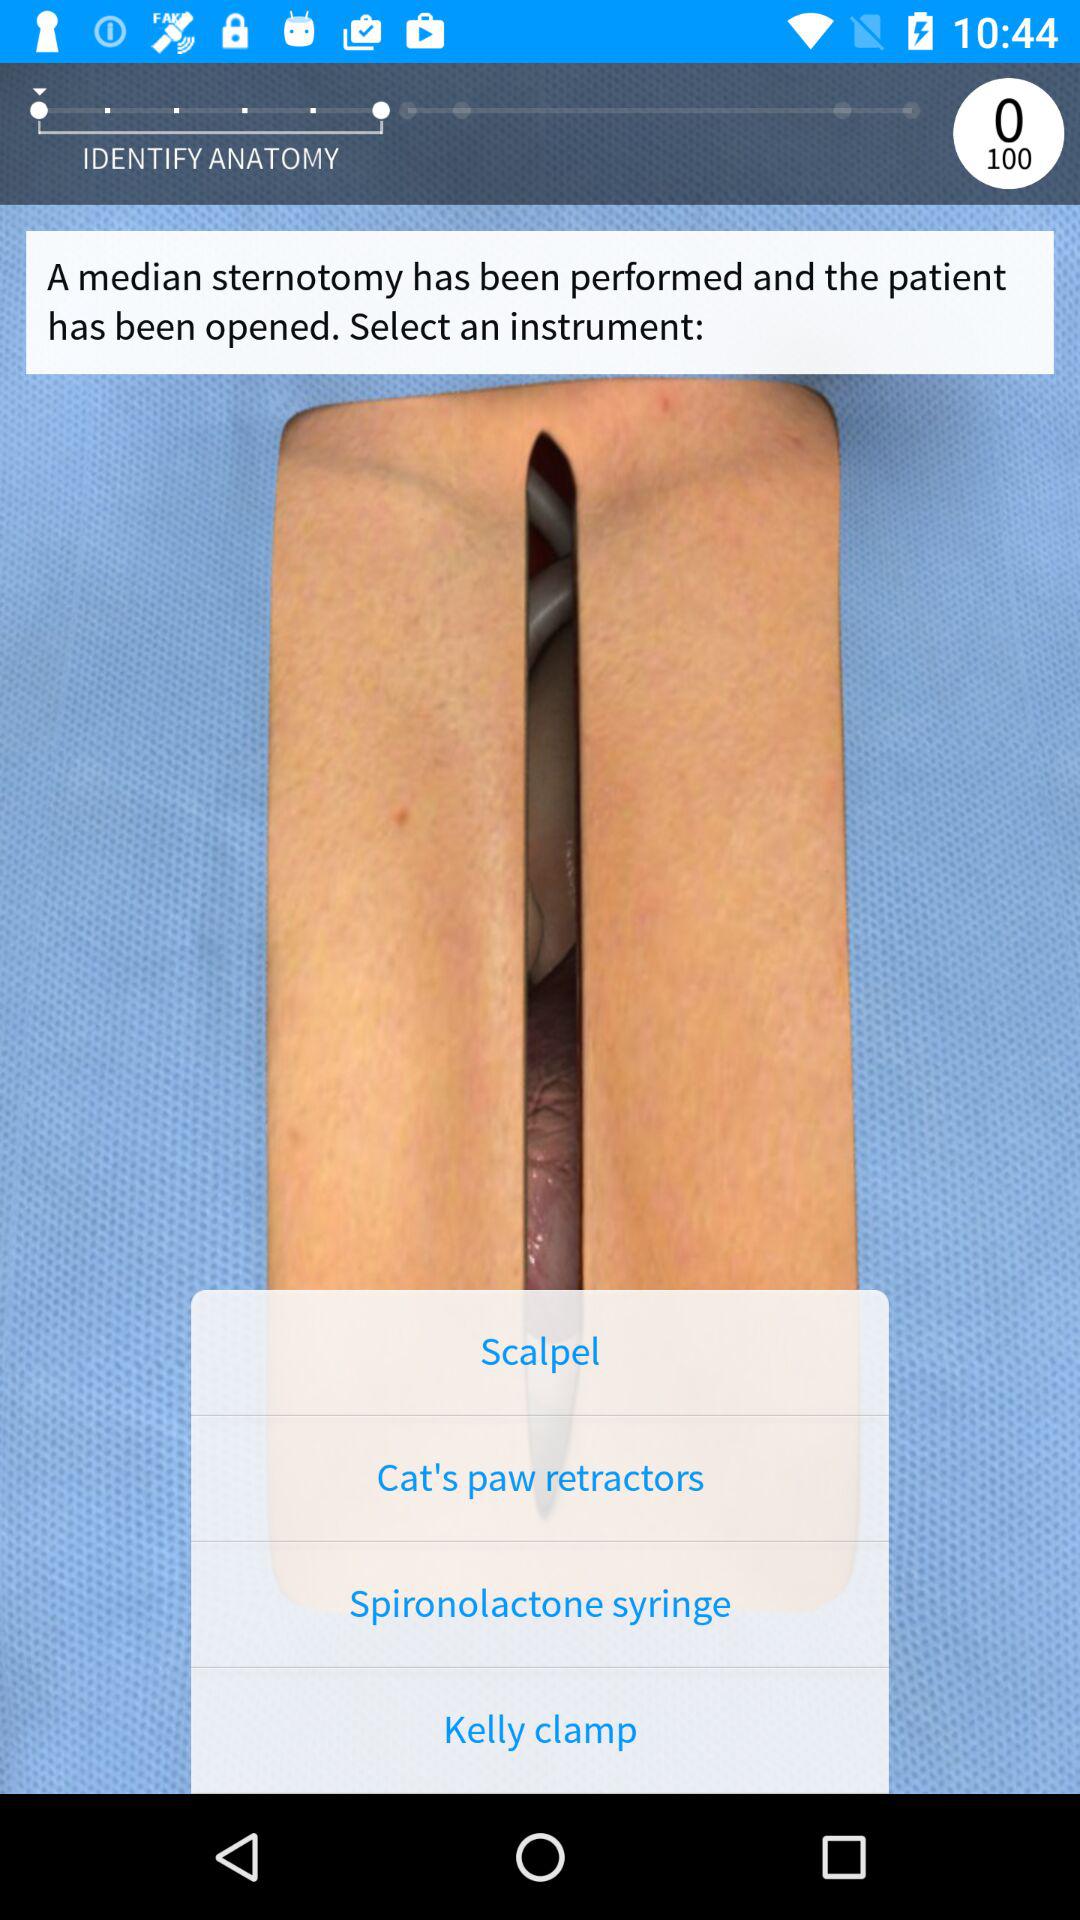 FAKE
10:44
IDENTIFY ANATOMY
0
100
A median sternotomy has been performed and the patient
has been opened. Select an instrument:
Scalpel
Cat's paw retractors
Spironolactone syringe
Kelly clamp